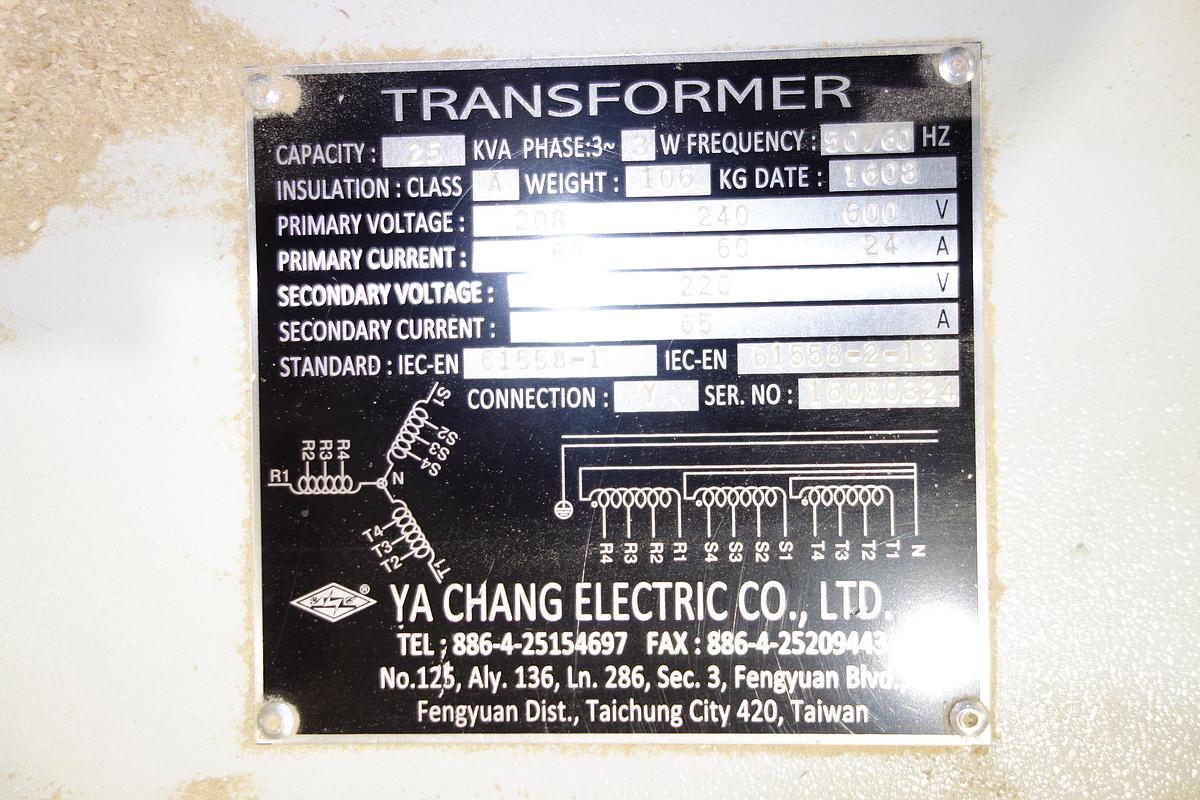 TRANSFORMER
CAPACITY : 25 KVA PHASE:3~ 3 W FREQUENCY : 50/60 HZ
INSULATION : CLASS A WEIGHT : 106 KG DATE : 1608
PRIMARY VOLTAGE : 208 240 600 V
PRIMARY CURRENT : 69 60 24 A
SECONDARY VOLTAGE : 220 V
SECONDARY CURRENT : 65 A
STANDARD : IEC-EN 61558-1 IEC-EN 61558-2-13
CONNECTION : Y SER. NO : 16080324
R1 R2 R3 R4 N S1 S2 S3 S4 T4 T3 T2 T1
R4 R3 R2 R1 S4 S3 S2 S1 T4 T3 T2 T1 N
® YA CHANG ELECTRIC CO., LTD.
TEL : 886-4-25154697 FAX : 886-4-25209443
No.125, Aly. 136, Ln. 286, Sec. 3, Fengyuan Blvd.,
Fengyuan Dist., Taichung City 420, Taiwan